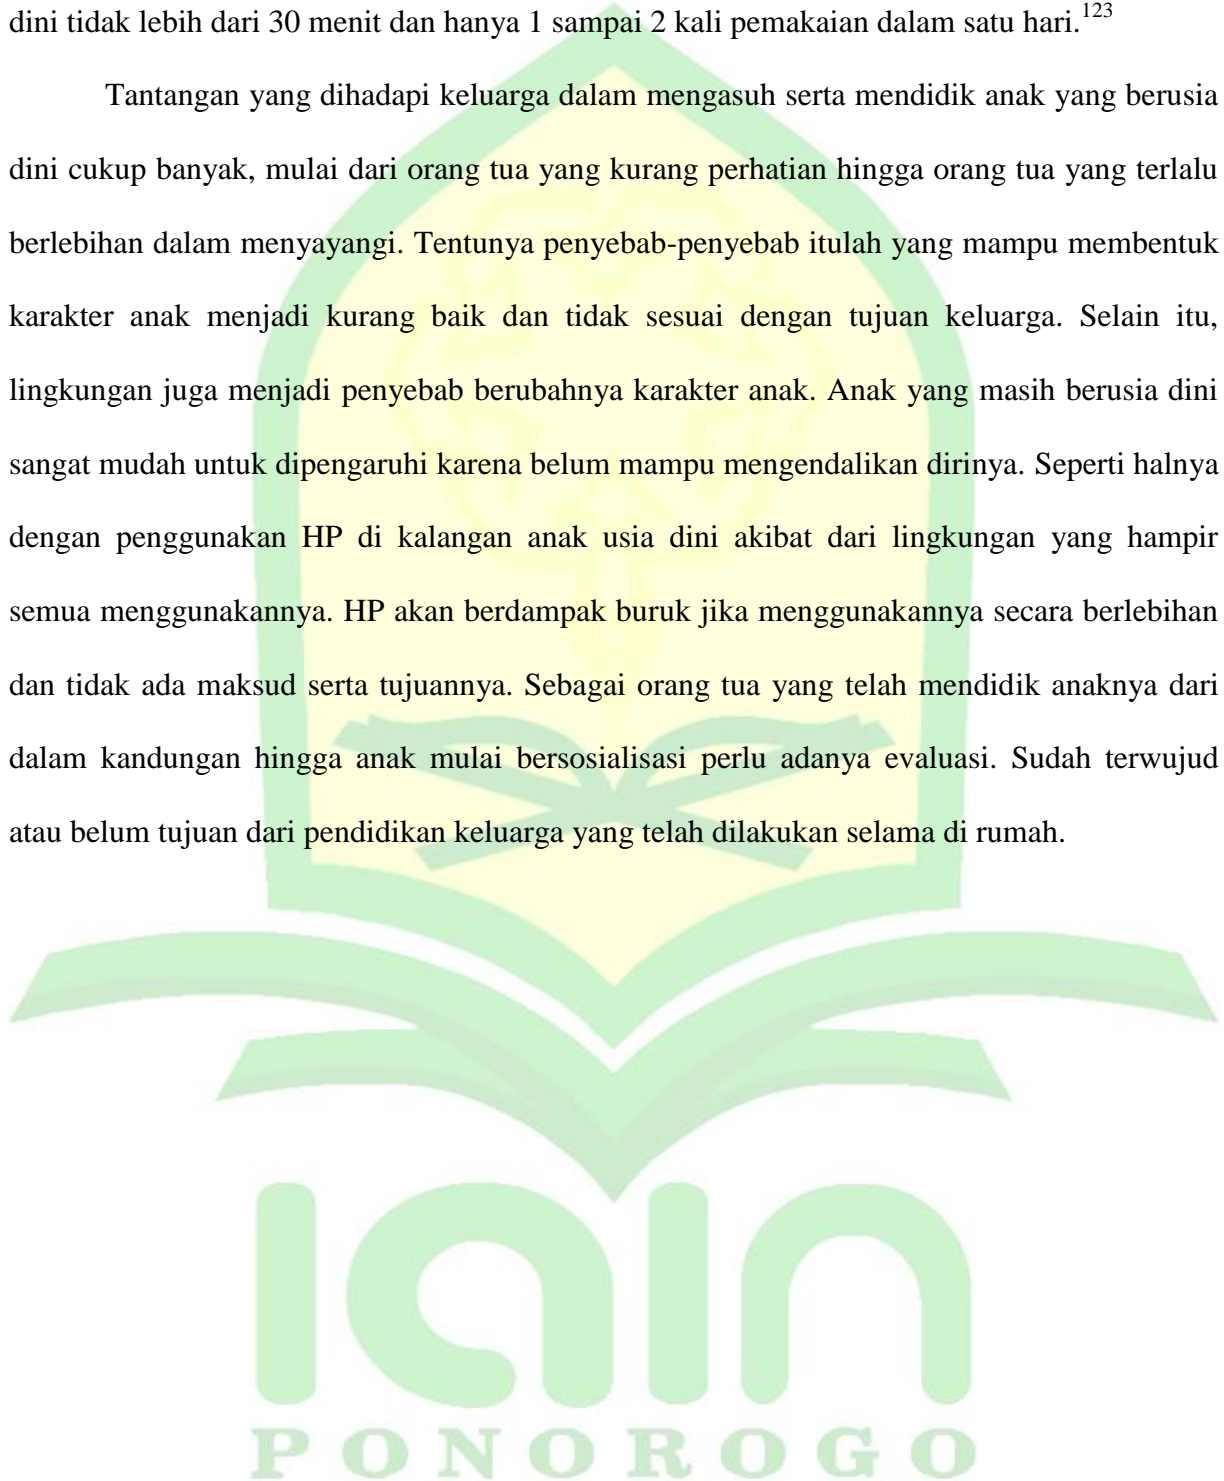 dini tidak lebih dari 30 menit dan hanya 1 sampai 2 kali pemakaian dalam satu hari.123
Tantangan yang dihadapi keluarga dalam mengasuh serta mendidik anak yang berusia
dini cukup banyak, mulai dari orang tua yang kurang perhatian hingga orang tua yang terlalu
berlebihan dalam menyayangi. Tentunya penyebab-penyebab itulah yang mampu membentuk
karakter anak menjadi kurang baik dan tidak sesuai dengan tujuan keluarga. Selain itu,
lingkungan juga menjadi penyebab berubahnya karakter anak. Anak yang masih berusia dini
sangat mudah untuk dipengaruhi karena belum mampu mengendalikan dirinya. Seperti halnya
dengan penggunakan HP di kalangan anak usia dini akibat dari lingkungan yang hampir
semua menggunakannya. HP akan berdampak buruk jika menggunakannya secara berlebihan
dan tidak ada maksud serta tujuannya. Sebagai orang tua yang telah mendidik anaknya dari
dalam kandungan hingga anak mulai bersosialisasi perlu adanya evaluasi. Sudah terwujud
atau belum tujuan dari pendidikan keluarga yang telah dilakukan selama di rumah.
iain
PONOROGO